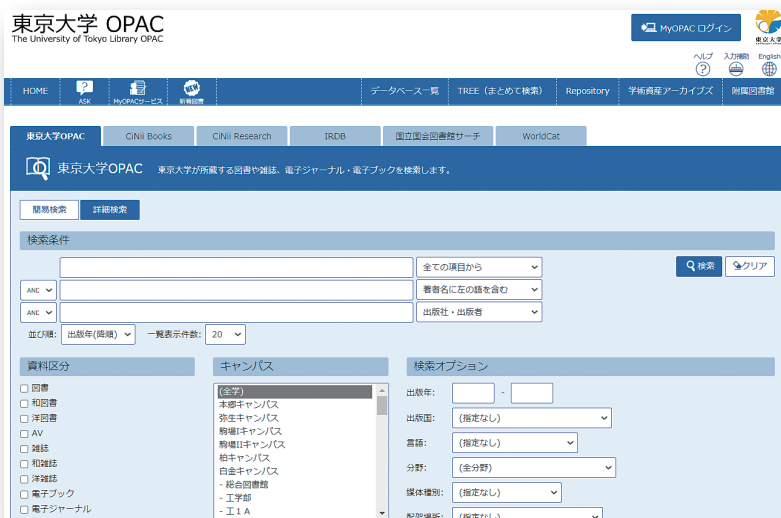 東京大学 OPAC
The University of Tokyo Library OPAC
MyOPAC ログイン
東京大学
ヘルプ 入力補助 English
HOME ASK MyOPACサービス 新着図書 データベース一覧 TREE（まとめて検索） Repository 学術資産アーカイブズ 附属図書館
東京大学OPAC CiNii Books CiNii Research IRDB 国立国会図書館サーチ WorldCat
東京大学OPAC 東京大学が所蔵する図書や雑誌、電子ジャーナル・電子ブックを検索します。
簡易検索 詳細検索
検索条件
全ての項目から 検索 クリア
AND 著者名に左の語を含む
AND 出版社・出版者
並び順: 出版年(降順) 一覧表示件数: 20
資料区分 キャンパス 検索オプション
図書 (全学) 出版年: -
和図書 本郷キャンパス
洋図書 弥生キャンパス 出版国: (指定なし)
AV 駒場Iキャンパス
雑誌 駒場IIキャンパス 言語: (指定なし)
和雑誌 柏キャンパス
洋雑誌 白金キャンパス 分野: (全分野)
電子ブック - 総合図書館 媒体種別: (指定なし)
電子ジャーナル - 工学部
- 工1A 配架場所: (指定なし)